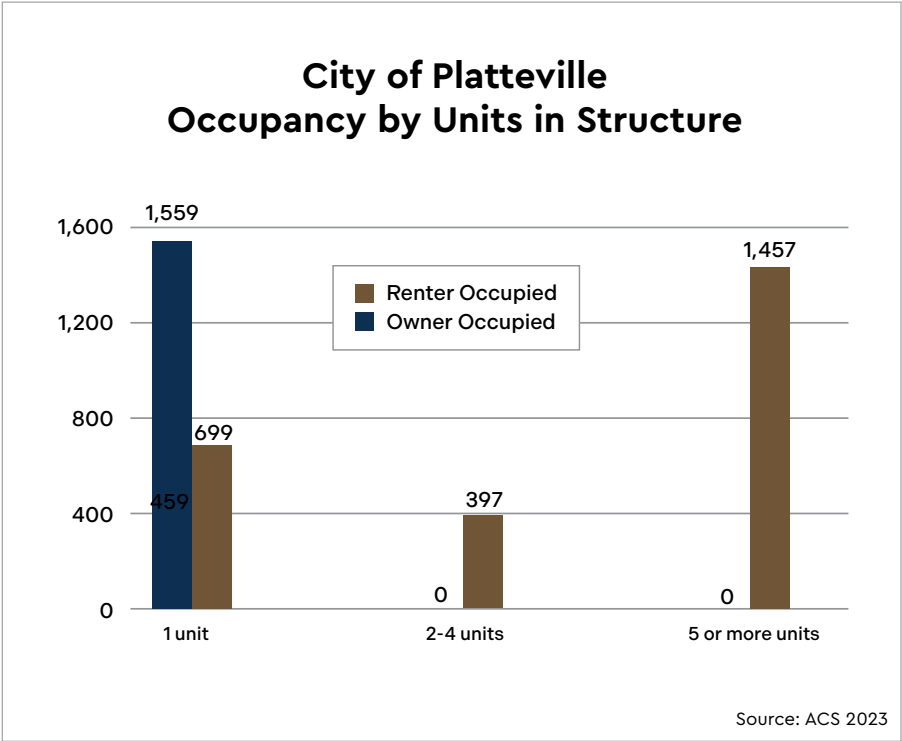 City of Platteville
Occupancy by Units in Structure
1,559
1,600
1,457
Renter Occupied
Owner Occupied
1,200
800
699
459
400
397
0
0
0
1 unit
2-4 units
5 or more units
Source: ACS 2023